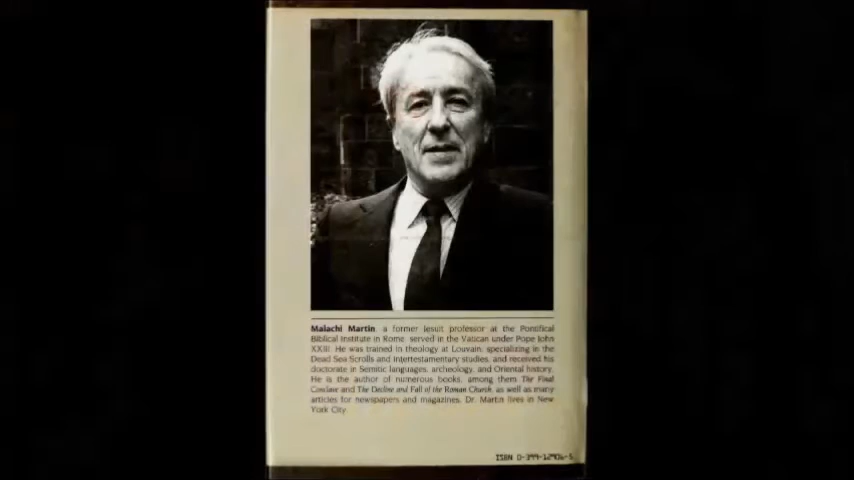 Malachi Martin, a former Jesuit professor at the Pontifical
Biblical Institute in Rome, served in the Vatican under Pope John
XXIII. He was trained in theology at Louvain, specializing in the
Dead Sea Scrolls and intertestamentary studies, and received his
doctorate in Semitic languages, archeology, and Oriental history.
He is the author of numerous books, among them The Final
Conclave and The Decline and Fall of the Roman Church, as well as many
articles for newspapers and magazines. Dr. Martin lives in New
York City.
ISBN 0-399-12906-5